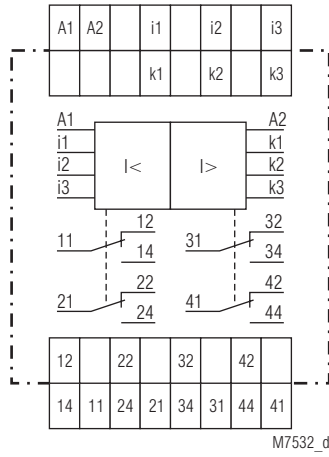 A1 A2 i1 i2 i3
k1 k2 k3
A1 A2
i1 k1
i2 I< I> k2
i3 k3
12 32
11 14 31 34
22 42
21 24 41 44
12 22 32 42
14 11 24 21 34 31 44 41
M7532_d